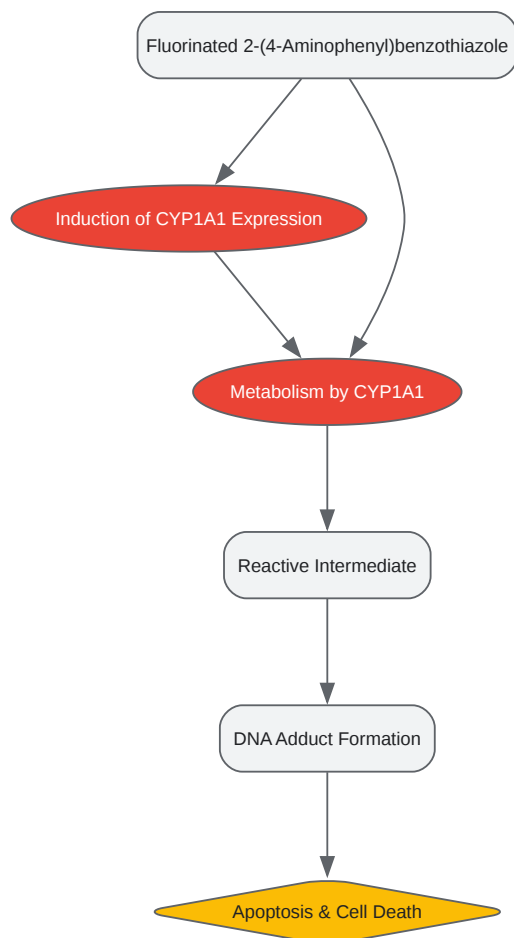 Fluorinated 2-(4-Aminophenyl)benzothiazole
Induction of CYP1A1 Expression
Metabolism by CYP1A1
Reactive Intermediate
DNA Adduct Formation
Apoptosis & Cell Death